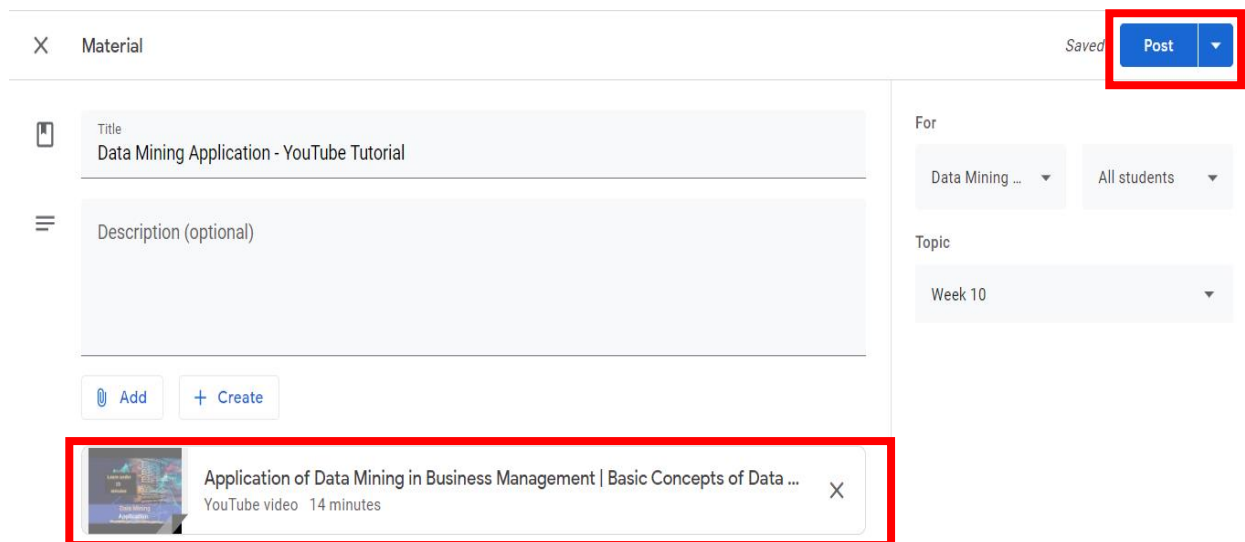 Material
Saved
Post
Title
Data Mining Application - YouTube Tutorial
Description (optional)
Add
+ Create
Application of Data Mining in Business Management | Basic Concepts of Data ...
YouTube video 14 minutes
For
Data Mining ...
All students
Topic
Week 10